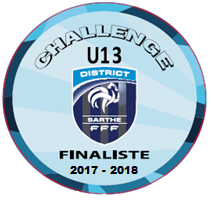 CHALLENGE
U13
DISTRICT
SARTHE
FFF
FINALISTE
2017 - 2018